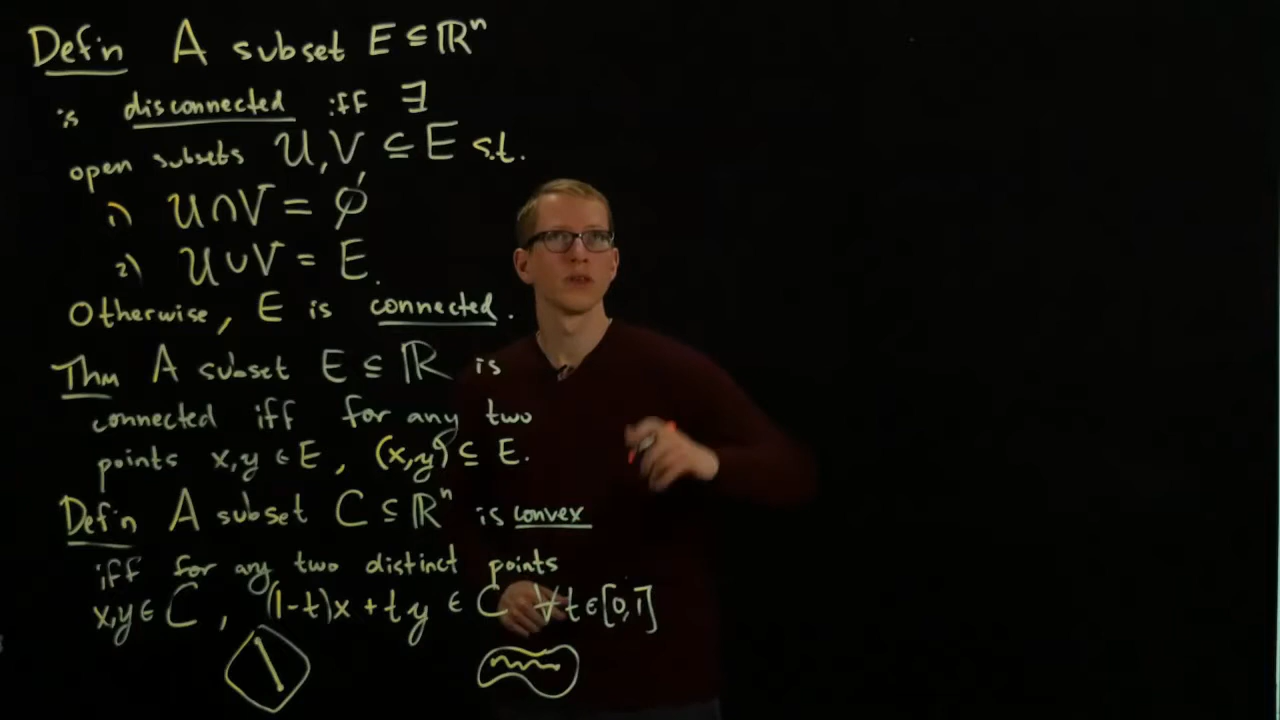 Def'n A subset E ⊆ ℝⁿ
is disconnected iff ∃
open subsets U, V ⊆ E s.t.
1) U∩V = ∅
2) U∪V = E.
Otherwise, E is connected.
Thm A subset E ⊆ ℝ is
connected iff for any two
points x,y ∈ E, (x,y) ⊆ E.
Def'n A subset C ⊆ ℝⁿ is convex
iff for any two distinct points
x,y ∈ C, (1-t)x + ty ∈ C ∀t∈[0,1]